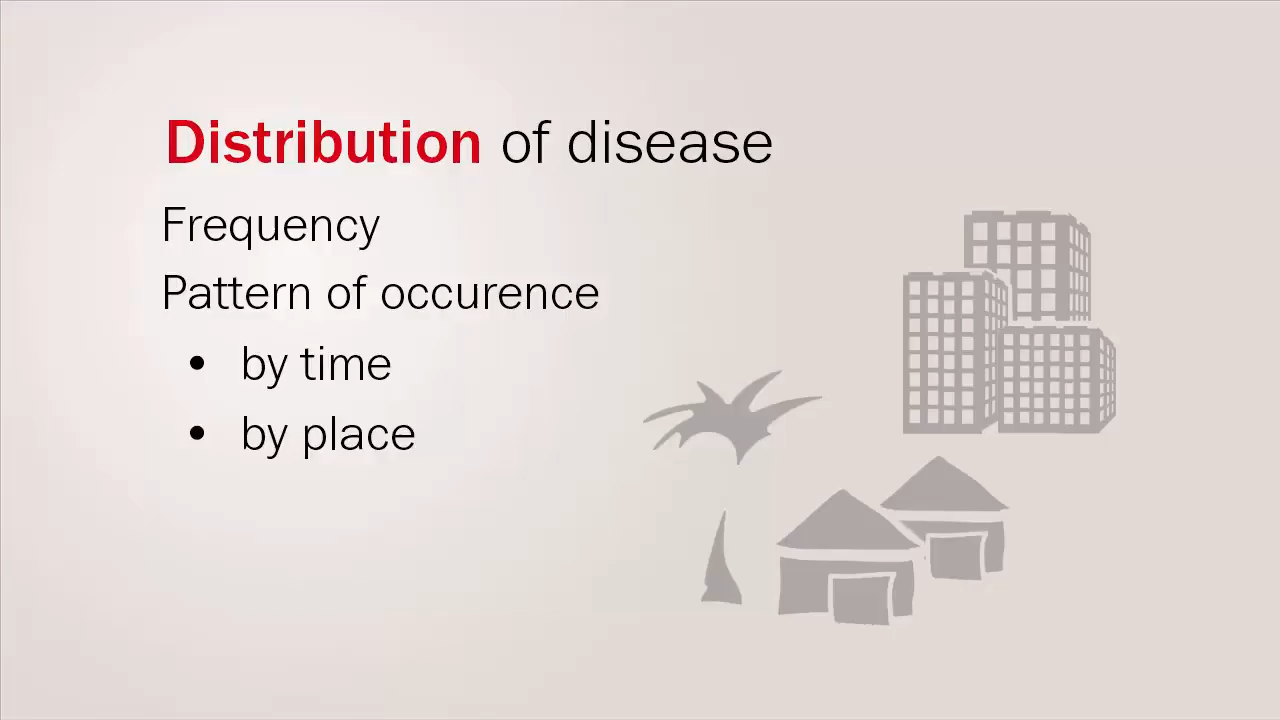 Distribution of disease
Frequency
Pattern of occurence
• by time
• by place